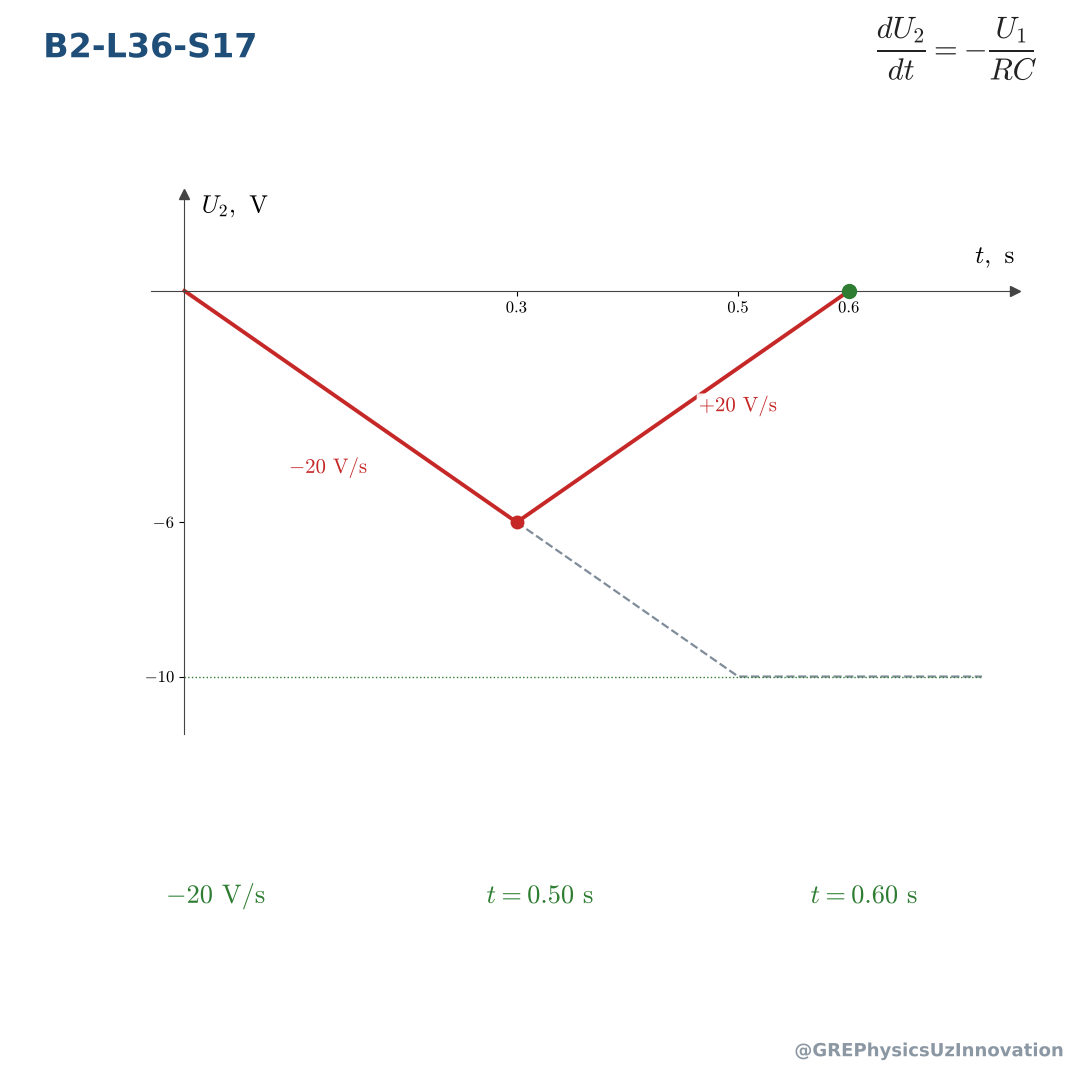 B2-L36-S17
dU₂/dt = −U₁/RC
U₂, V
t, s
0.3
0.5
0.6
+20 V/s
−20 V/s
−6
−10
−20 V/s
t = 0.50 s
t = 0.60 s
@GREPhysicsUzInnovation